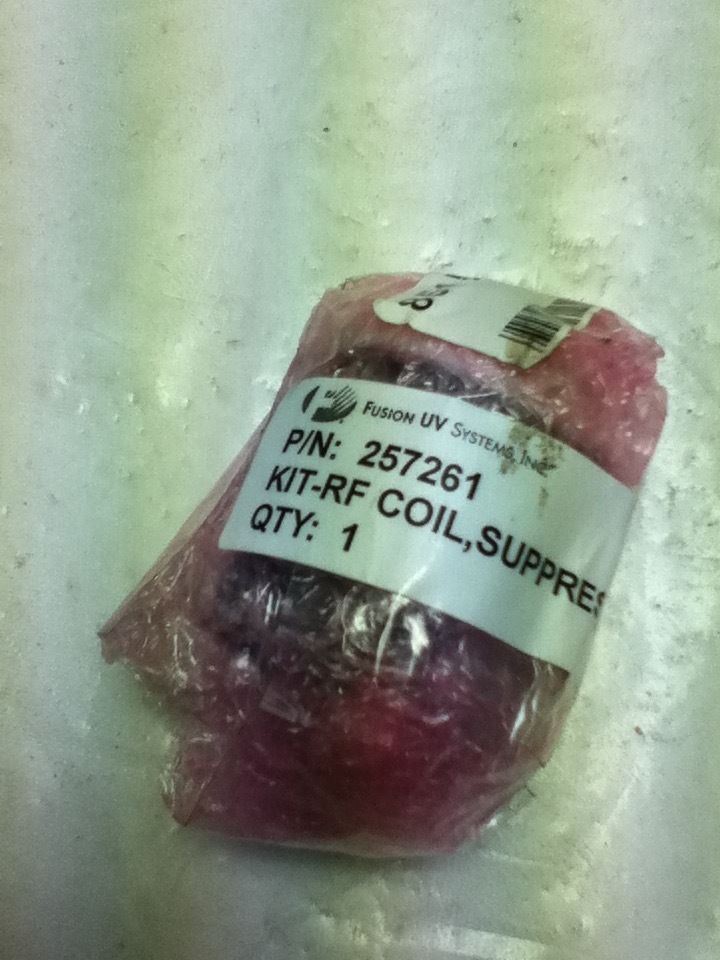 FUSION UV SYSTEMS, INC.
P/N: 257261
KIT-RF COIL,SUPPRES
QTY: 1